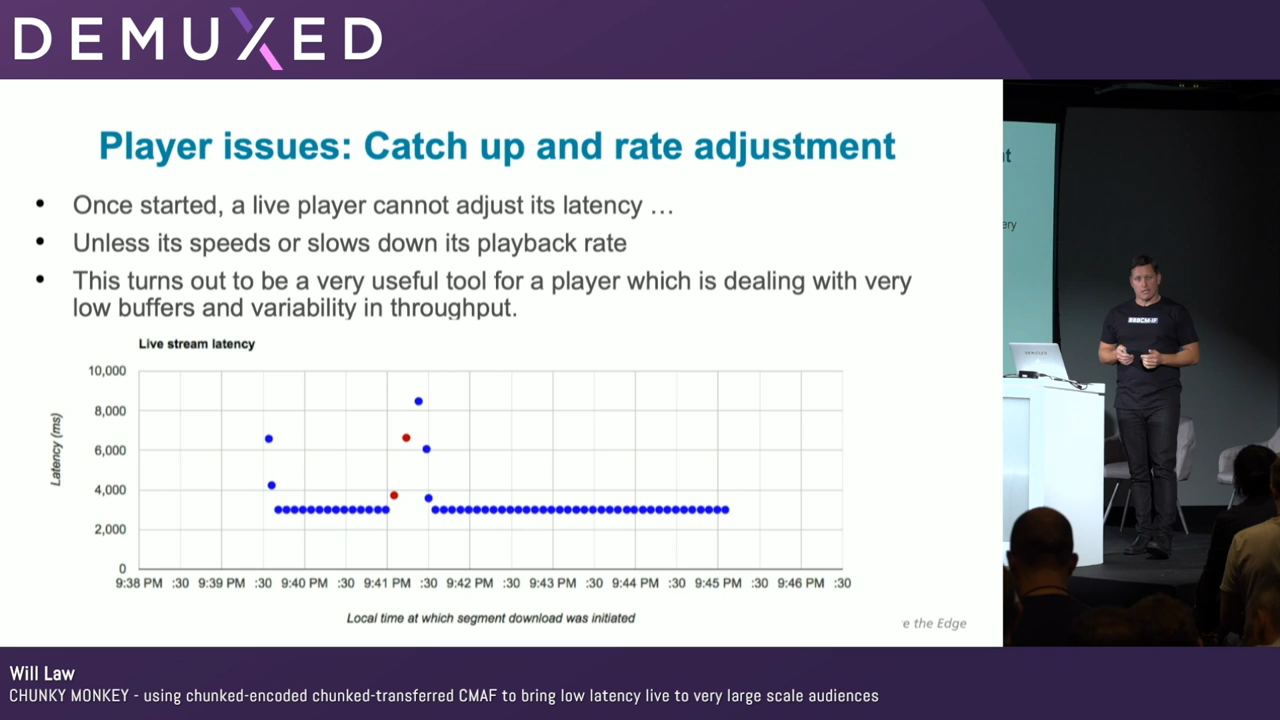 DEMUXED
Player issues: Catch up and rate adjustment
• Once started, a live player cannot adjust its latency …
• Unless its speeds or slows down its playback rate
• This turns out to be a very useful tool for a player which is dealing with very
low buffers and variability in throughput.
Live stream latency
Latency (ms)
10,000
8,000
6,000
4,000
2,000
0
9:38 PM :30 9:39 PM :30 9:40 PM :30 9:41 PM :30 9:42 PM :30 9:43 PM :30 9:44 PM :30 9:45 PM :30 9:46 PM :30
Local time at which segment download was initiated
e the Edge
t
ery
Will Law
CHUNKY MONKEY - using chunked-encoded chunked-transferred CMAF to bring low latency live to very large scale audiences